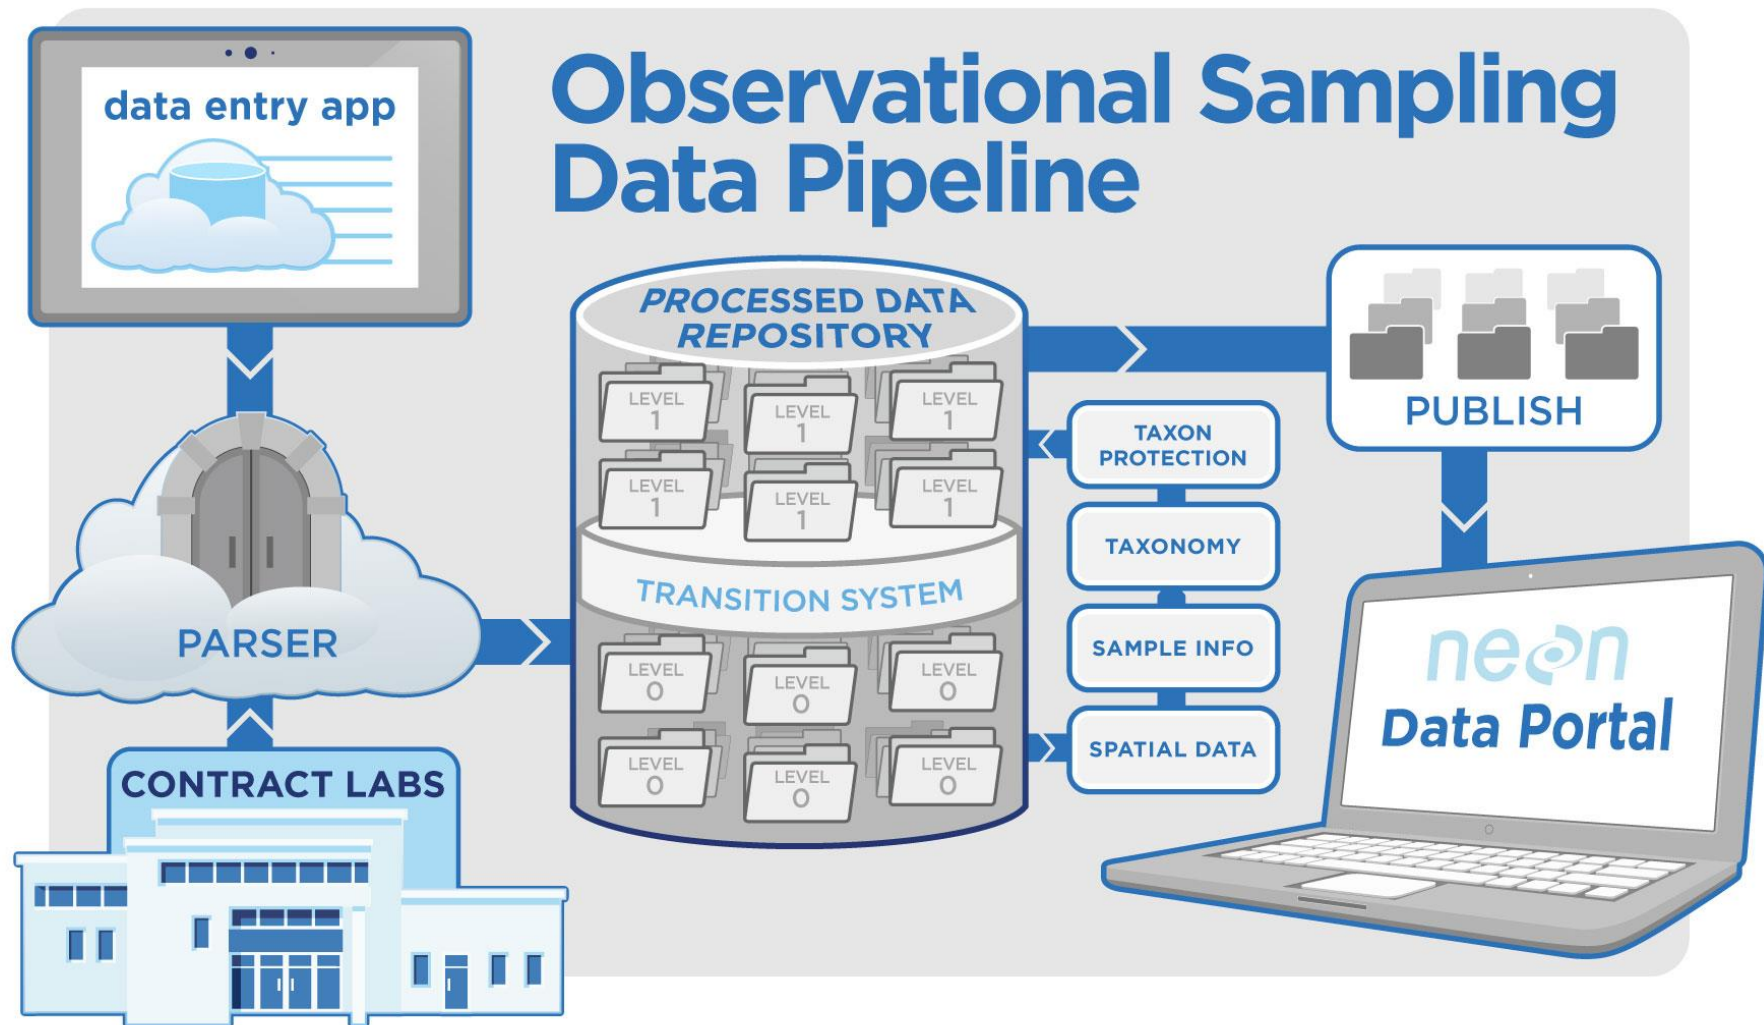 data entry app
Observational Sampling
Data Pipeline
PROCESSED DATA
REPOSITORY
LEVEL
1
LEVEL
1
LEVEL
1
LEVEL
1
LEVEL
1
LEVEL
1
TRANSITION SYSTEM
LEVEL
0
LEVEL
0
LEVEL
0
LEVEL
0
LEVEL
0
LEVEL
0
PARSER
CONTRACT LABS
TAXON
PROTECTION
TAXONOMY
SAMPLE INFO
SPATIAL DATA
PUBLISH
neon
Data Portal